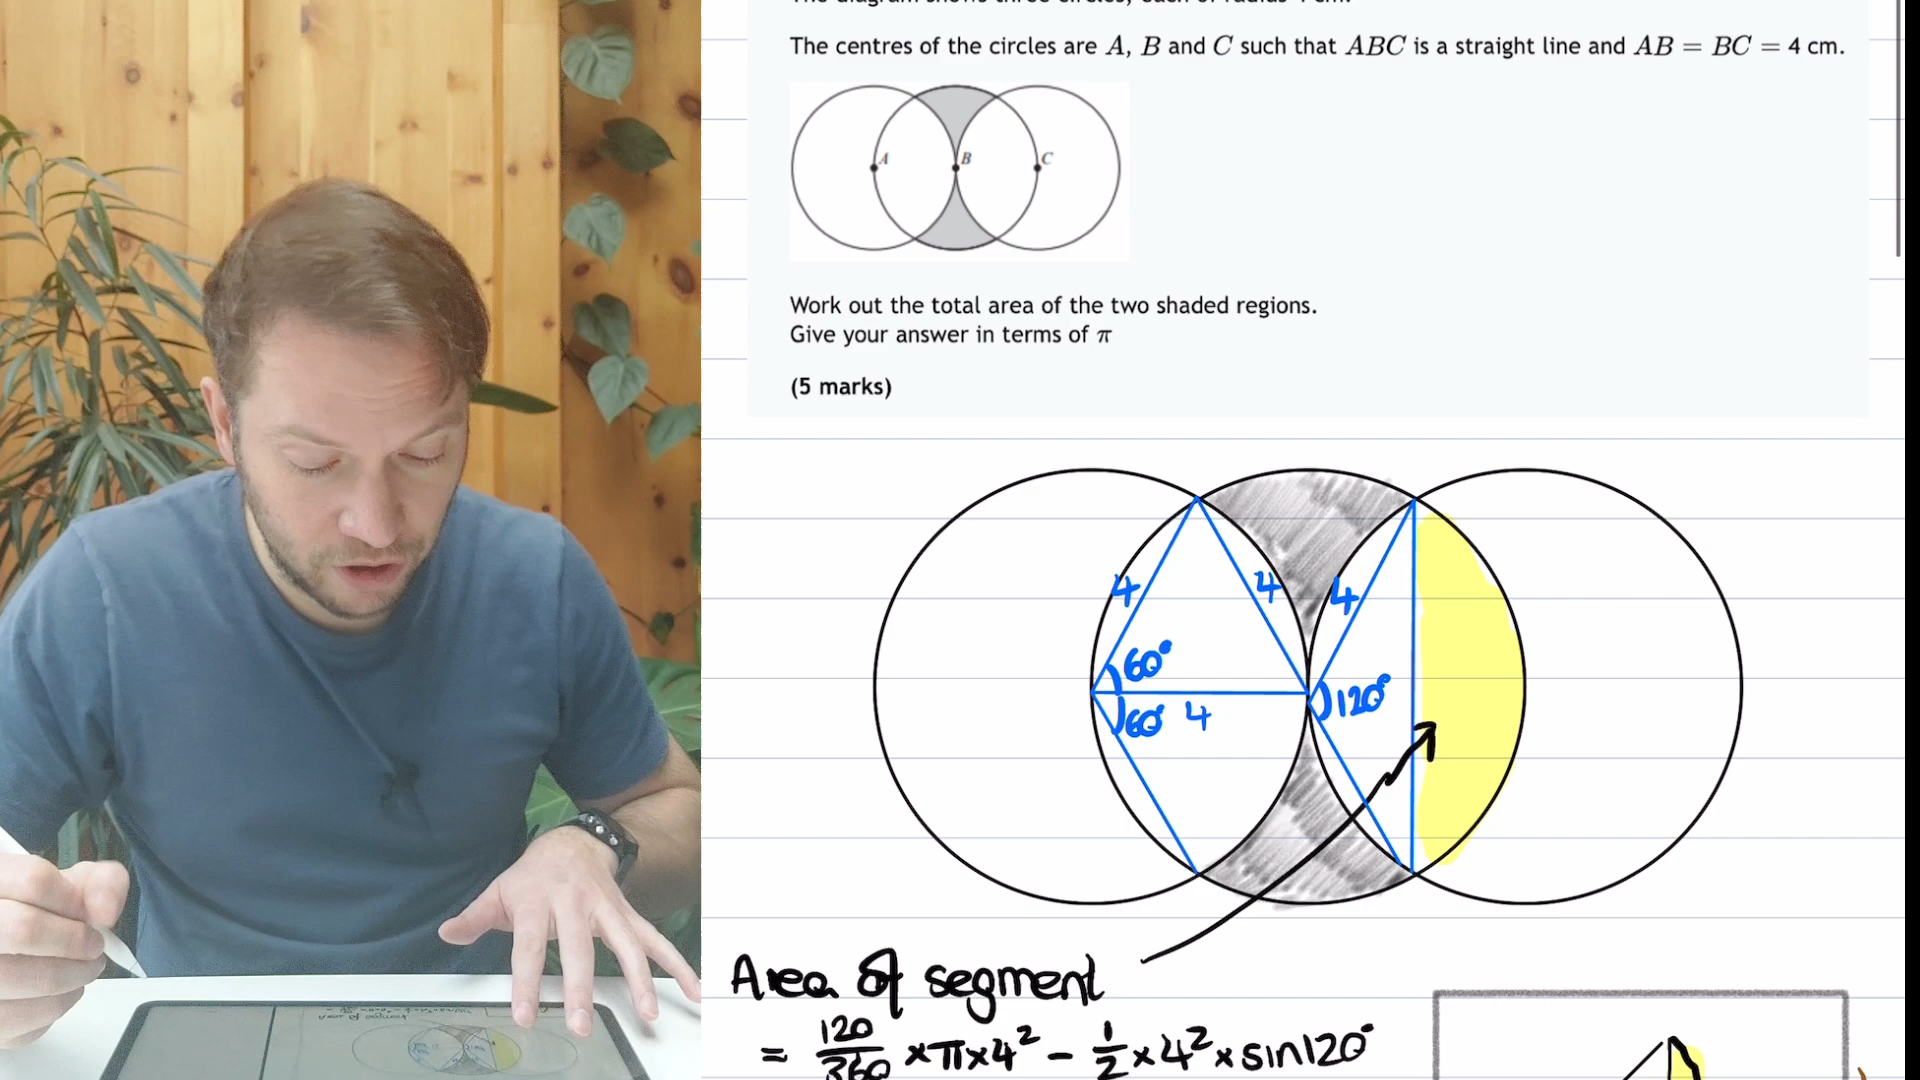 The centres of the circles are A, B and C such that ABC is a straight line and AB = BC = 4 cm.
A B C
Work out the total area of the two shaded regions.
Give your answer in terms of π
(5 marks)
4 4 4
60°
60° 4 120°
Area of segment
= 120/360 × π × 4² − 1/2 × 4² × sin120°